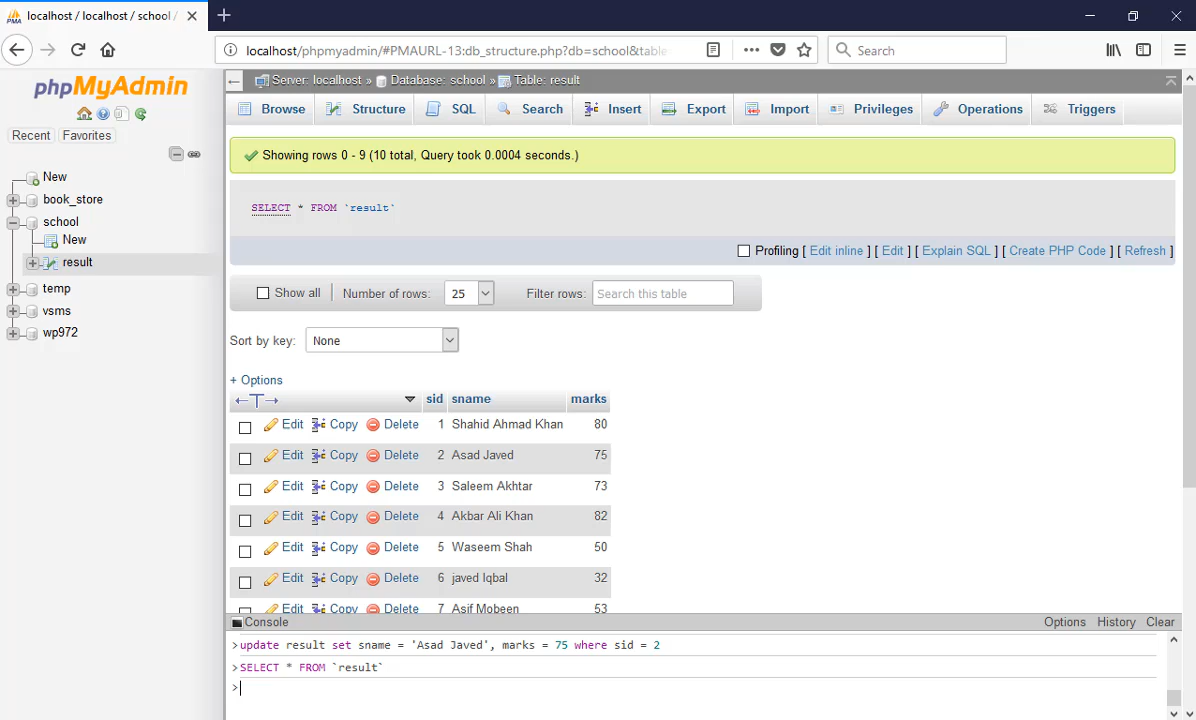 localhost / localhost / school /
localhost/phpmyadmin/#PMAURL-13:db_structure.php?db=school&table
Search
phpMyAdmin
Recent Favorites
New
book_store
school
New
result
temp
vsms
wp972
Server: localhost » Database: school » Table: result
Browse Structure SQL Search Insert Export Import Privileges Operations Triggers
Showing rows 0 - 9 (10 total, Query took 0.0004 seconds.)
SELECT * FROM `result`
Profiling [ Edit inline ] [ Edit ] [ Explain SQL ] [ Create PHP Code ] [ Refresh ]
Show all Number of rows: 25 Filter rows: Search this table
Sort by key: None
+ Options
←T→ sid sname marks
Edit Copy Delete 1 Shahid Ahmad Khan 80
Edit Copy Delete 2 Asad Javed 75
Edit Copy Delete 3 Saleem Akhtar 73
Edit Copy Delete 4 Akbar Ali Khan 82
Edit Copy Delete 5 Waseem Shah 50
Edit Copy Delete 6 javed Iqbal 32
Edit Copy Delete 7 Asif Mobeen 53
Console Options History Clear
>update result set sname = 'Asad Javed', marks = 75 where sid = 2
>SELECT * FROM `result`
>